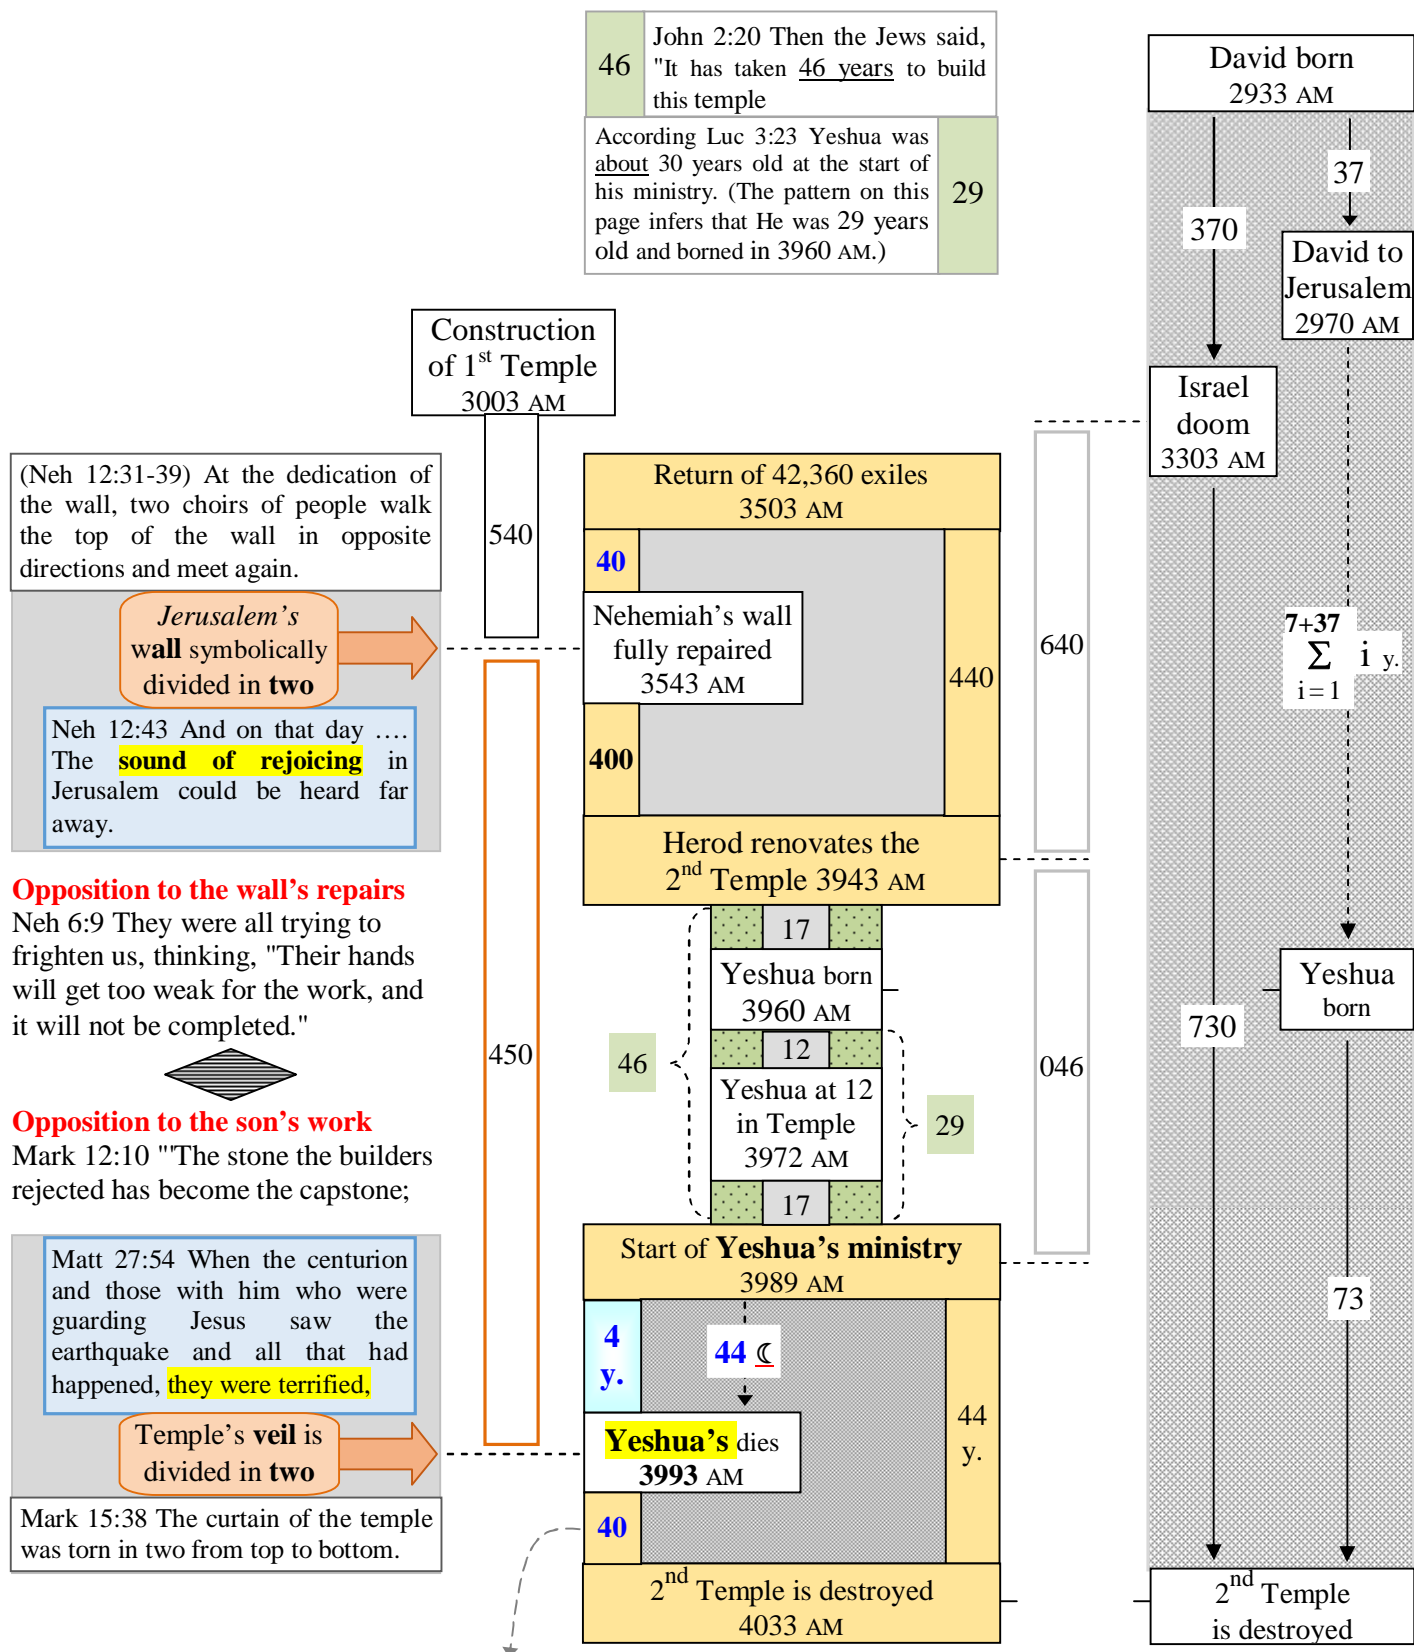 46
John 2:20 Then the Jews said,
"It has taken 46 years to build
this temple
According Luc 3:23 Yeshua was
about 30 years old at the start of
his ministry. (The pattern on this
page infers that He was 29 years
old and borned in 3960 AM.)
29
David born
2933 AM
37
370
David to
Jerusalem
2970 AM
Construction
of 1st Temple
3003 AM
Israel
doom
3303 AM
(Neh 12:31-39) At the dedication of
the wall, two choirs of people walk
the top of the wall in opposite
directions and meet again.
540
Return of 42,360 exiles
3503 AM
40
Jerusalem's
wall symbolically
divided in two
Nehemiah's wall
fully repaired
3543 AM
440
640
7+37
Σ i y.
i = 1
Neh 12:43 And on that day ....
The sound of rejoicing in
Jerusalem could be heard far
away.
400
Herod renovates the
2nd Temple 3943 AM
Opposition to the wall's repairs
Neh 6:9 They were all trying to
frighten us, thinking, "Their hands
will get too weak for the work, and
it will not be completed."
17
Yeshua born
3960 AM
Yeshua
born
730
450
46
12
046
Opposition to the son's work
Mark 12:10 "'The stone the builders
rejected has become the capstone;
Yeshua at 12
in Temple
3972 AM
29
17
Start of Yeshua's ministry
3989 AM
Matt 27:54 When the centurion
and those with him who were
guarding Jesus saw the
earthquake and all that had
happened, they were terrified,
4
y.
44 ☾
73
44
y.
Temple's veil is
divided in two
Yeshua's dies
3993 AM
Mark 15:38 The curtain of the temple
was torn in two from top to bottom.
40
2nd Temple is destroyed
4033 AM
2nd Temple
is destroyed